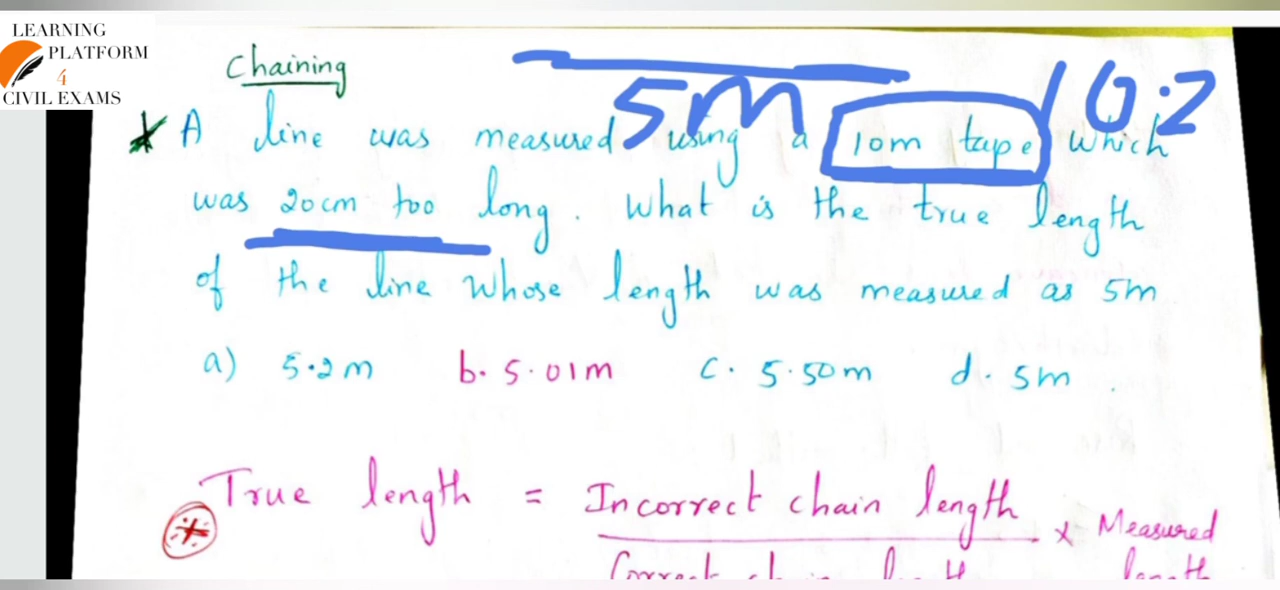 LEARNING
PLATFORM
4
CIVIL EXAMS
Chaining
5m
10.2
A line was measured using a 10m tape which
was 20cm too long. What is the true length
of the line whose length was measured as 5m
a) 5.2m b. 5.01m c. 5.50m d. 5m.
True length = Incorrect chain length
x Measured